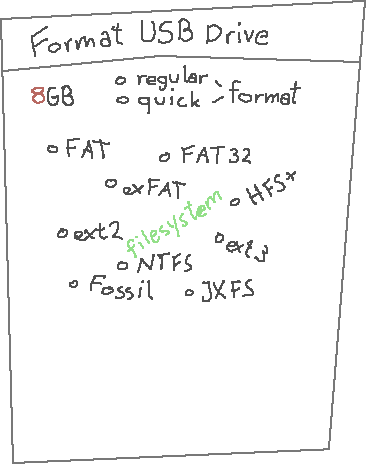 Format USB Drive
8GB
regular
quick
format
FAT
FAT32
exFAT
HFS*
filesystem
ext2
ext3
NTFS
Fossil
JXFS